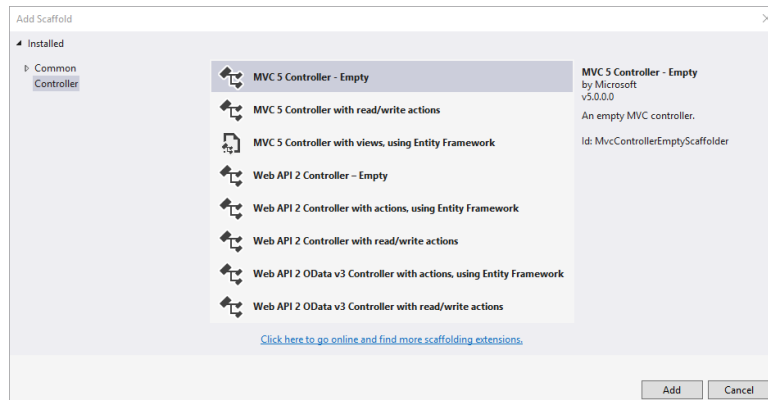 Add Scaffold
Installed
Common
Controller
MVC 5 Controller - Empty
MVC 5 Controller with read/write actions
MVC 5 Controller with views, using Entity Framework
Web API 2 Controller – Empty
Web API 2 Controller with actions, using Entity Framework
Web API 2 Controller with read/write actions
Web API 2 OData v3 Controller with actions, using Entity Framework
Web API 2 OData v3 Controller with read/write actions
Click here to go online and find more scaffolding extensions.
MVC 5 Controller - Empty
by Microsoft
v5.0.0.0
An empty MVC controller.
Id: MvcControllerEmptyScaffolder
Add
Cancel